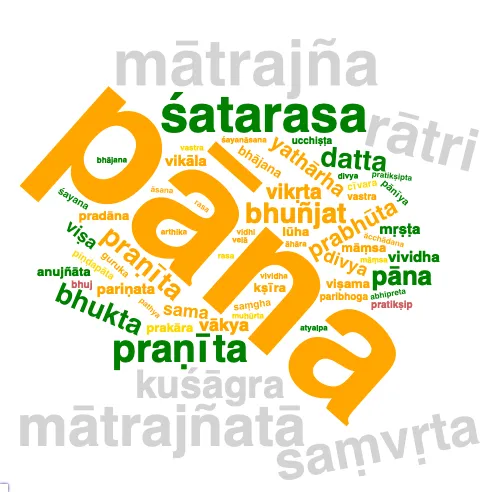 mātrajña
śatarasa
rātri
pāna
ucchiṣṭa
śayanāsana
vastra
vikāla
bhājana
yathārha
datta
divya
pratikṣipta
bhājana
śayana
āsana
rasa
vikṛta
cīvara
pānīya
vastra
pradāna
bhuñjat
prabhūta
ācchādana
viṣa
arthika
vidhi
velā
lūha
āhāra
mṛṣṭa
māṃsa
praṇīta
divya
māṃsa
vividha
piṇḍapāta
guruka
rasa
anujñāta
bhuj
pariṇata
vividha
kṣīra
viṣama
pāna
bhukta
pathya
saṃgha
paribhoga
abhipreta
sama
muhūrta
pratikṣip
prakāra
vākya
praṇīta
kuśāgra
mātrajñatā
saṃvṛta